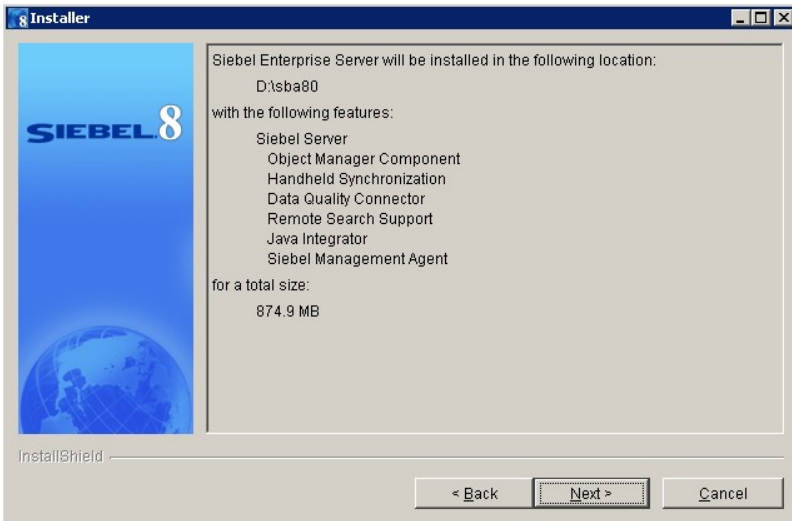 8 Installer
Siebel Enterprise Server will be installed in the following location:
D:\sba80
with the following features:
SIEBEL.8
Siebel Server
Object Manager Component
Handheld Synchronization
Data Quality Connector
Remote Search Support
Java Integrator
Siebel Management Agent
for a total size:
874.9 MB
InstallShield
< Back
Next >
Cancel